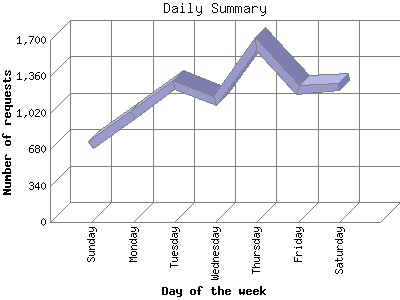 Daily Summary
1,700
1,360
1,020
680
340
0
Number of requests
Sunday
Monday
Tuesday
Wednesday
Thursday
Friday
Saturday
Day of the week